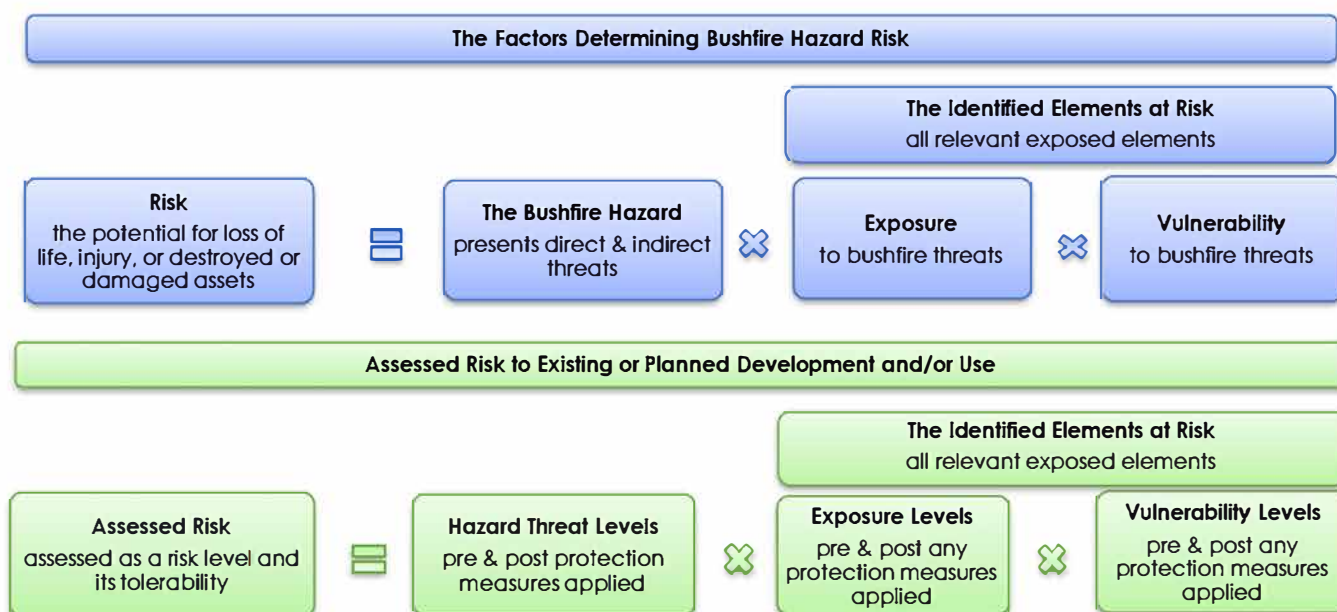 The Factors Determining Bushfire Hazard Risk
The Identified Elements at Risk
all relevant exposed elements
Risk
the potential for loss of
life, injury, or destroyed or
damaged assets
The Bushfire Hazard
presents direct & indirect
threats
Exposure
to bushfire threats
Vulnerability
to bushfire threats
Assessed Risk to Existing or Planned Development and/or Use
The Identified Elements at Risk
all relevant exposed elements
Assessed Risk
assessed as a risk level and
its tolerability
Hazard Threat Levels
pre & post protection
measures applied
Exposure Levels
pre & post any
protection measures
applied
Vulnerability Levels
pre & post any
protection measures
applied